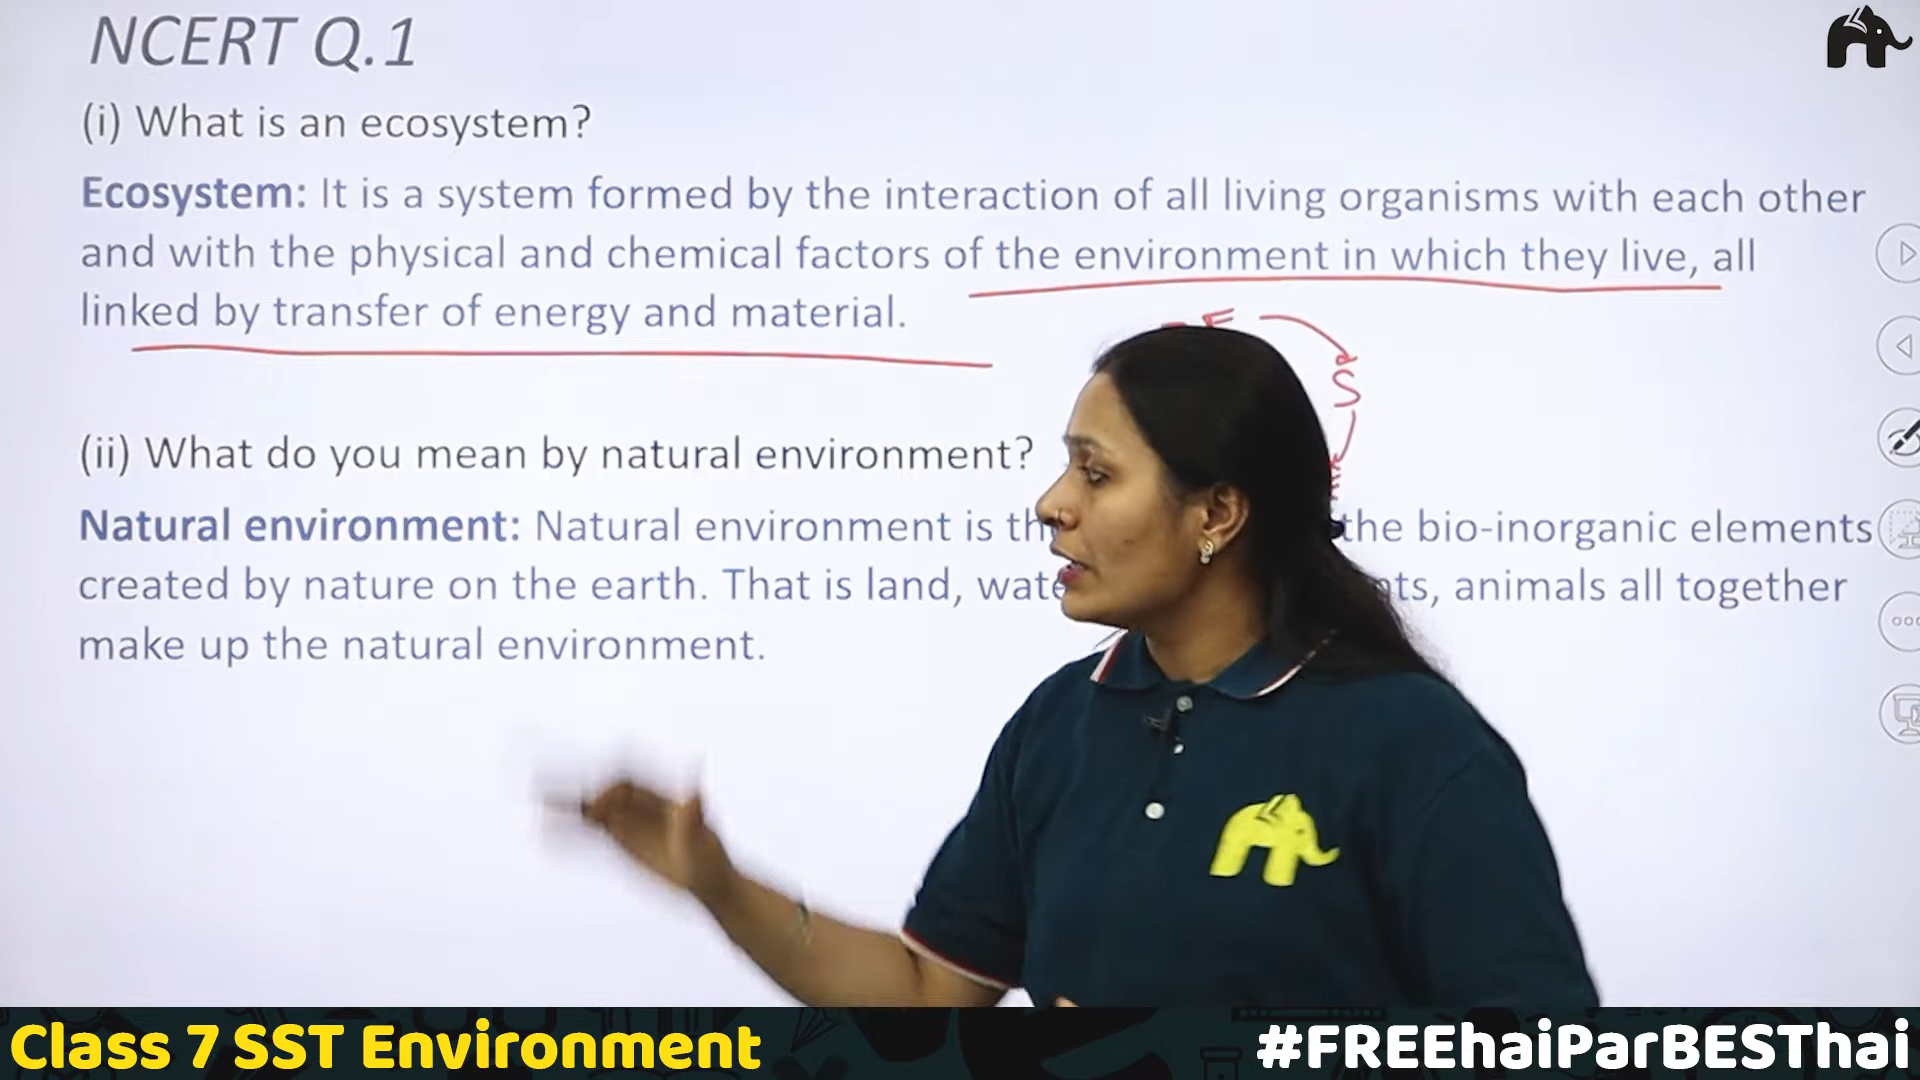 NCERT Q.1
(i) What is an ecosystem?
Ecosystem: It is a system formed by the interaction of all living organisms with each other
and with the physical and chemical factors of the environment in which they live, all
linked by transfer of energy and material.
S
(ii) What do you mean by natural environment?
Natural environment: Natural environment is the bio-inorganic elements
created by nature on the earth. That is land, animals all together
make up the natural environment.
Class 7 SST Environment
#FREEhaiParBESThai